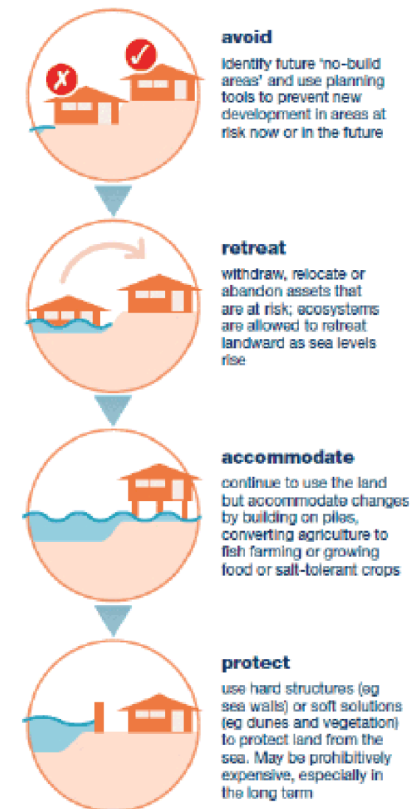 avoid
identify future 'no-build
areas' and use planning
tools to prevent new
development in areas at
risk now or in the future
retreat
withdraw, relocate or
abandon assets that
are at risk; ecosystems
are allowed to retreat
landward as sea levels
rise
accommodate
continue to use the land
but accommodate changes
by building on piles,
converting agriculture to
fish farming or growing
food or salt-tolerant crops
protect
use hard structures (eg
sea walls) or soft solutions
(eg dunes and vegetation)
to protect land from the
sea. May be prohibitively
expensive, especially in
the long term